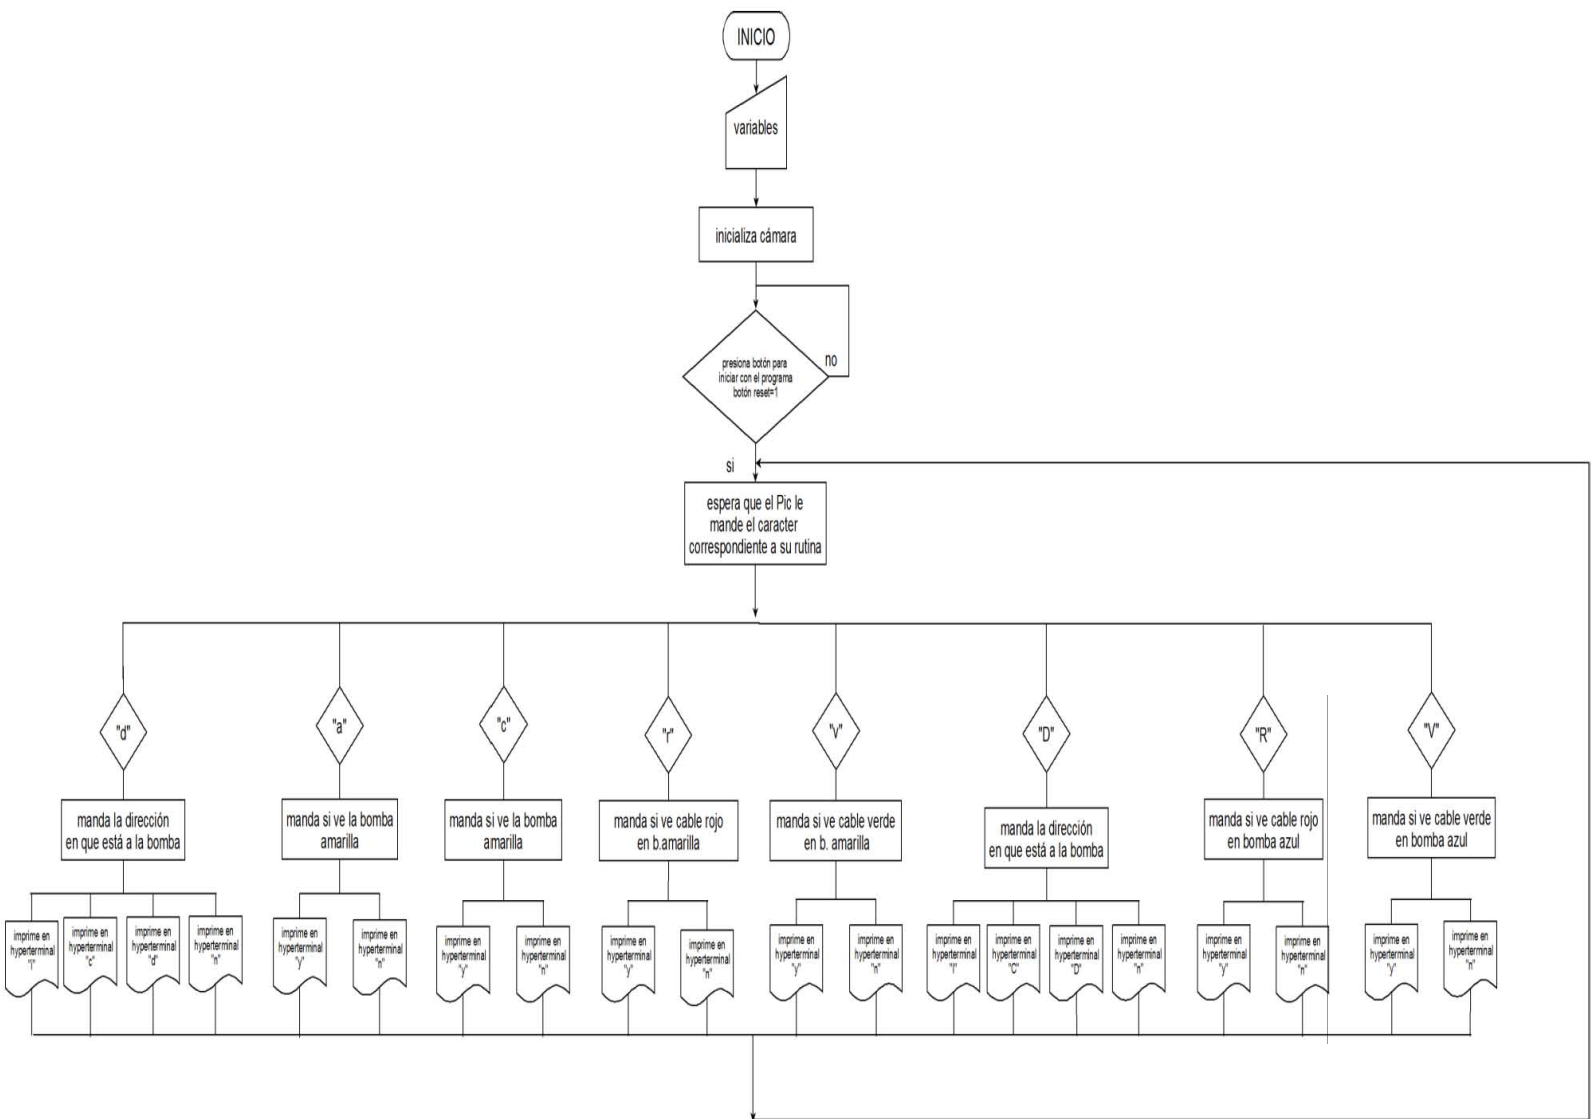 INICIO
variables
inicializa cámara
presiona botón para
iniciar con el programa
botón reset=1
no
si
espera que el Pic le
mande el caracter
correspondiente a su rutina
"d"
"a"
"c"
"r"
"v"
"D"
"R"
"V"
manda la dirección
en que está a la bomba
manda si ve la bomba
amarilla
manda si ve la bomba
amarilla
manda si ve cable rojo
en b.amarilla
manda si ve cable verde
en b. amarilla
manda la dirección
en que está a la bomba
manda si ve cable rojo
en bomba azul
manda si ve cable verde
en bomba azul
imprime en
hyperterminal
imprime en
hyperterminal
"c"
imprime en
hyperterminal
"d"
imprime en
hyperterminal
"n"
imprime en
hyperterminal
"y"
imprime en
hyperterminal
"n"
imprime en
hyperterminal
"y"
imprime en
hyperterminal
"n"
imprime en
hyperterminal
"y"
imprime en
hyperterminal
"n"
imprime en
hyperterminal
"y"
imprime en
hyperterminal
"n"
imprime en
hyperterminal
imprime en
hyperterminal
"C"
imprime en
hyperterminal
"D"
imprime en
hyperterminal
"n"
imprime en
hyperterminal
"y"
imprime en
hyperterminal
"n"
imprime en
hyperterminal
"y"
imprime en
hyperterminal
"n"